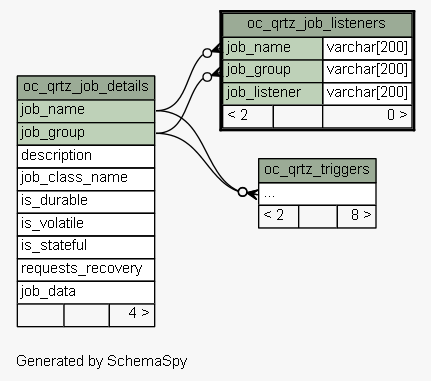 oc_qrtz_job_listeners
job_name varchar[200]
job_group varchar[200]
job_listener varchar[200]
< 2 0 >
oc_qrtz_job_details
job_name
job_group
description
job_class_name
is_durable
is_volatile
is_stateful
requests_recovery
job_data
4 >
oc_qrtz_triggers
...
< 2 8 >
Generated by SchemaSpy